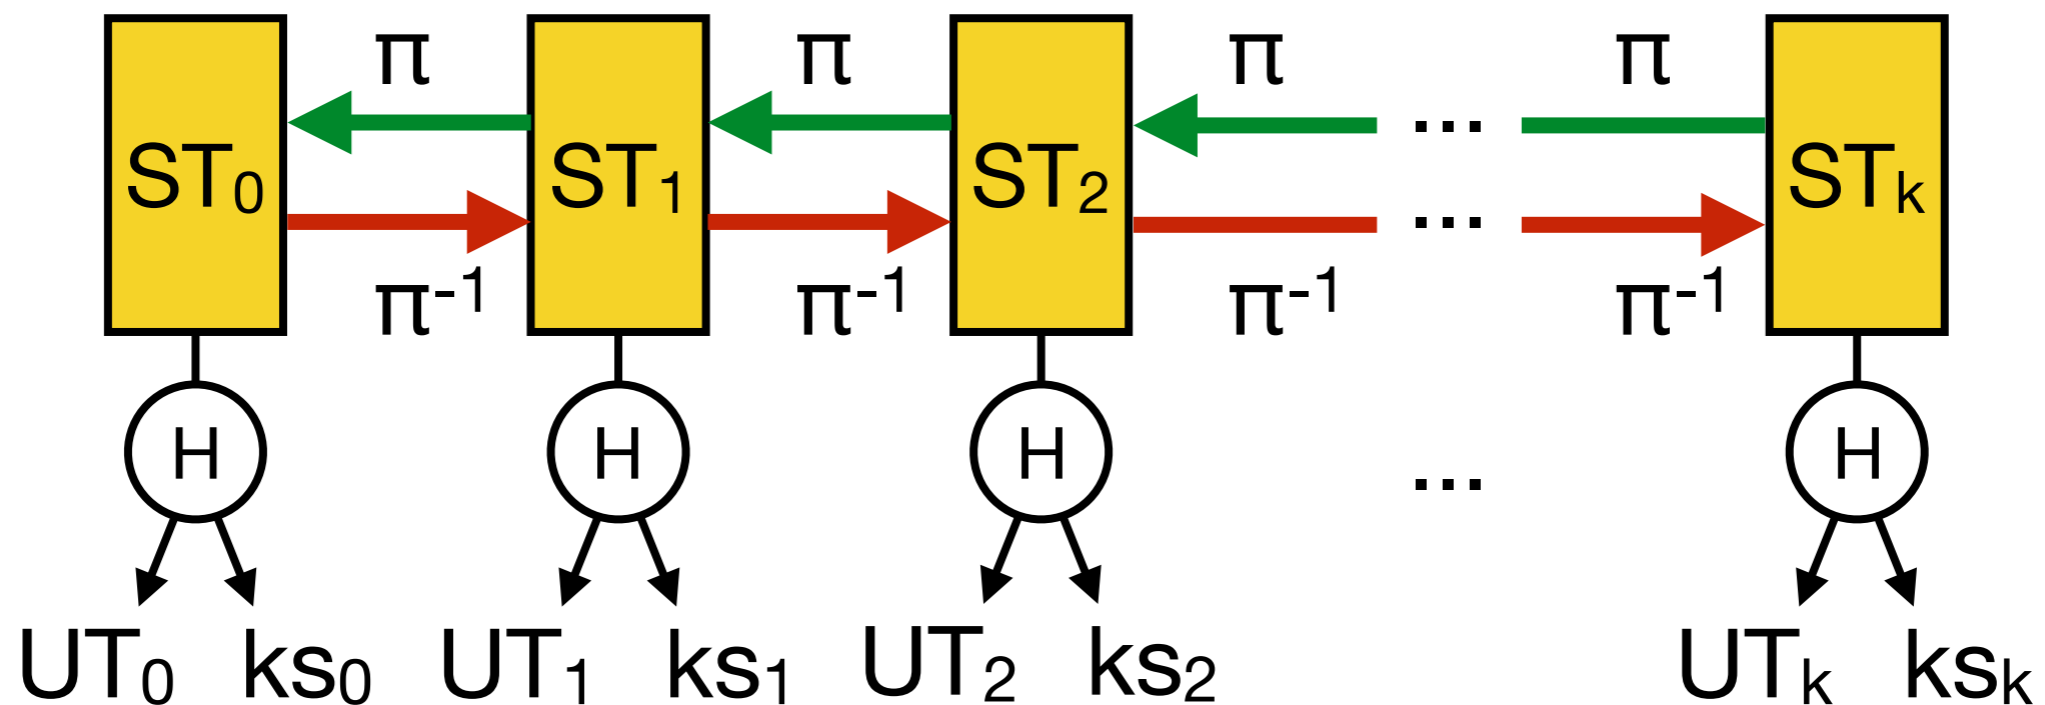 π π π π
ST₀ ST₁ ST₂ ... STₖ
...
π⁻¹ π⁻¹ π⁻¹ π⁻¹
H H H ... H
UT₀ ks₀ UT₁ ks₁ UT₂ ks₂ UTₖ ksₖ